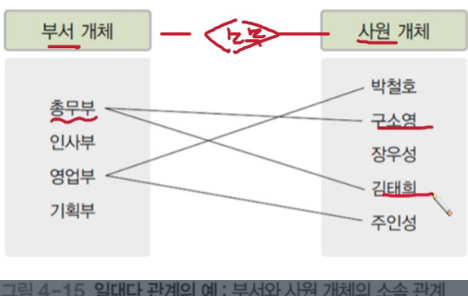 부서 개체
사원 개체
총무부
인사부
영업부
기획부
박철호
구소영
장우성
김태희
주인성
그림 4-15 일대다 관계의 예 : 부서와 사원 개체의 소속 관계